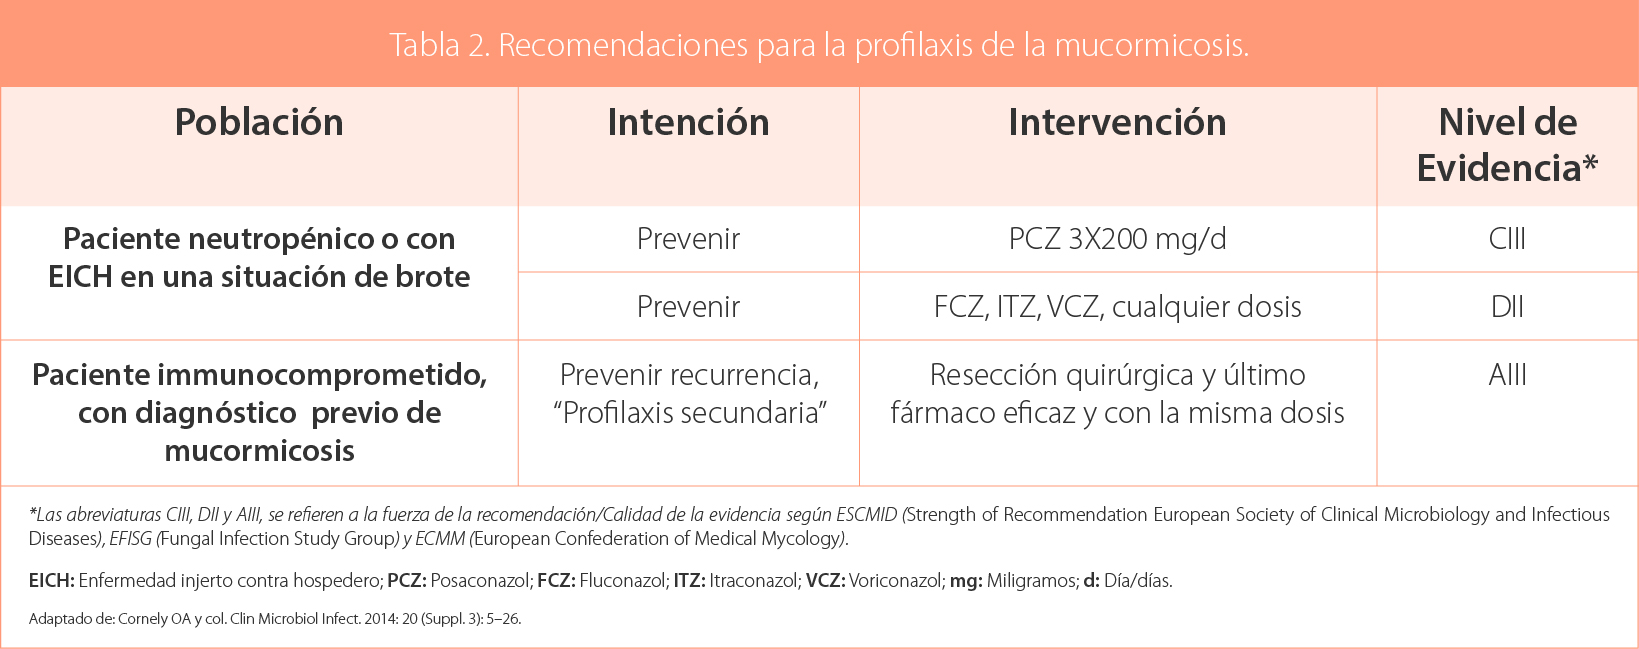 Tabla 2. Recomendaciones para la profilaxis de la mucormicosis.
Población
Intención
Intervención
Nivel de
Evidencia*
Paciente neutropénico o con
EICH en una situación de brote
Prevenir
PCZ 3X200 mg/d
CIII
Prevenir
FCZ, ITZ, VCZ, cualquier dosis
DII
Paciente immunocomprometido,
con diagnóstico previo de
mucormicosis
Prevenir recurrencia,
“Profilaxis secundaria”
Resección quirúrgica y último
fármaco eficaz y con la misma dosis
AIII
*Las abreviaturas CIII, DII y AIII, se refieren a la fuerza de la recomendación/Calidad de la evidencia según ESCMID (Strength of Recommendation European Society of Clinical Microbiology and Infectious
Diseases), EFISG (Fungal Infection Study Group) y ECMM (European Confederation of Medical Mycology).
EICH: Enfermedad injerto contra hospedero; PCZ: Posaconazol; FCZ: Fluconazol; ITZ: Itraconazol; VCZ: Voriconazol; mg: Miligramos; d: Día/días.
Adaptado de: Cornely OA y col. Clin Microbiol Infect. 2014: 20 (Suppl. 3): 5–26.